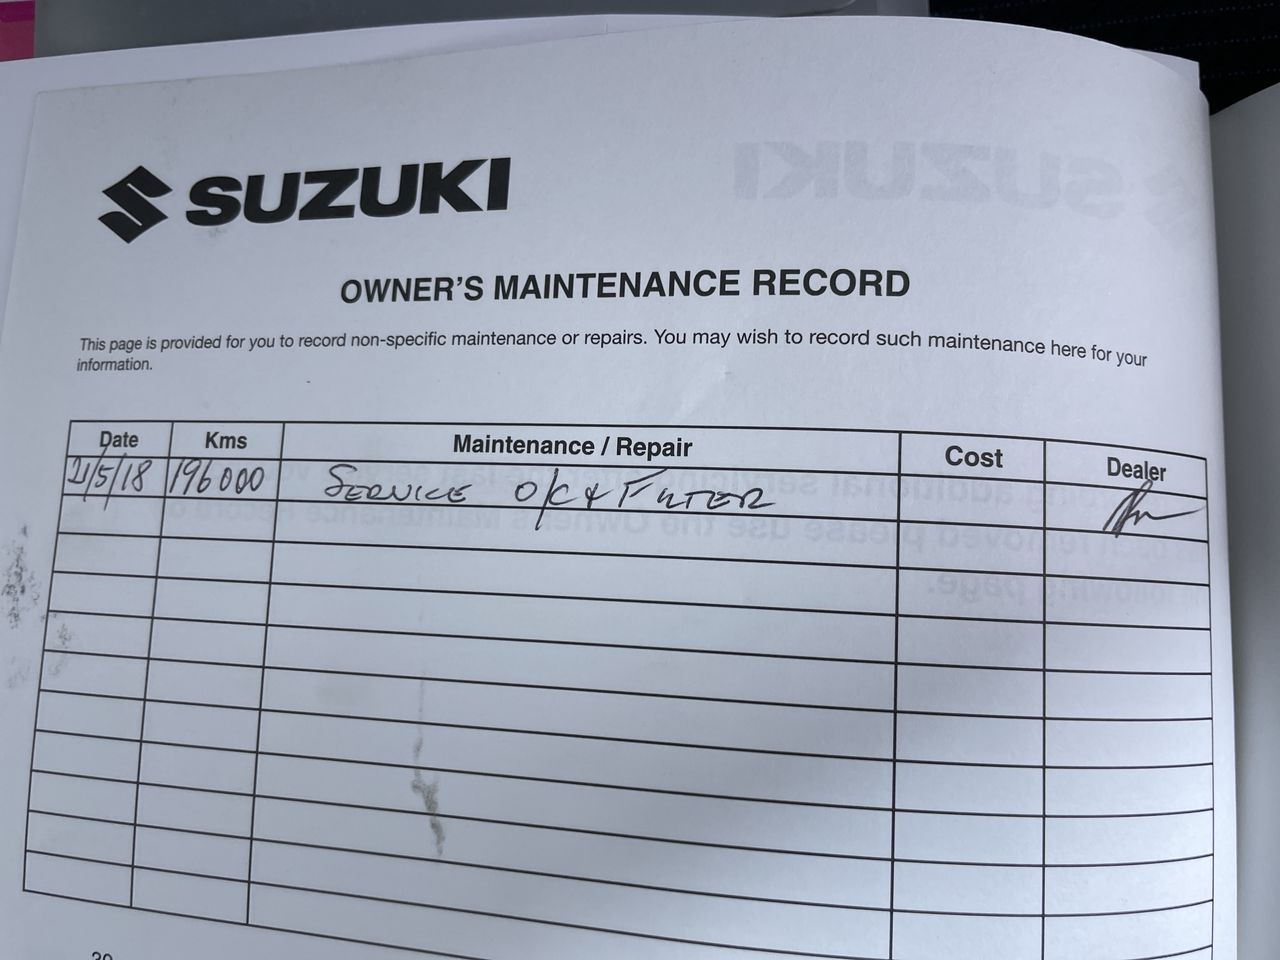 SUZUKI
OWNER'S MAINTENANCE RECORD
This page is provided for you to record non-specific maintenance or repairs. You may wish to record such maintenance here for your
information.
Date Kms Maintenance / Repair Cost Dealer
21/5/18 196000 SERVICE O/C & FILTER